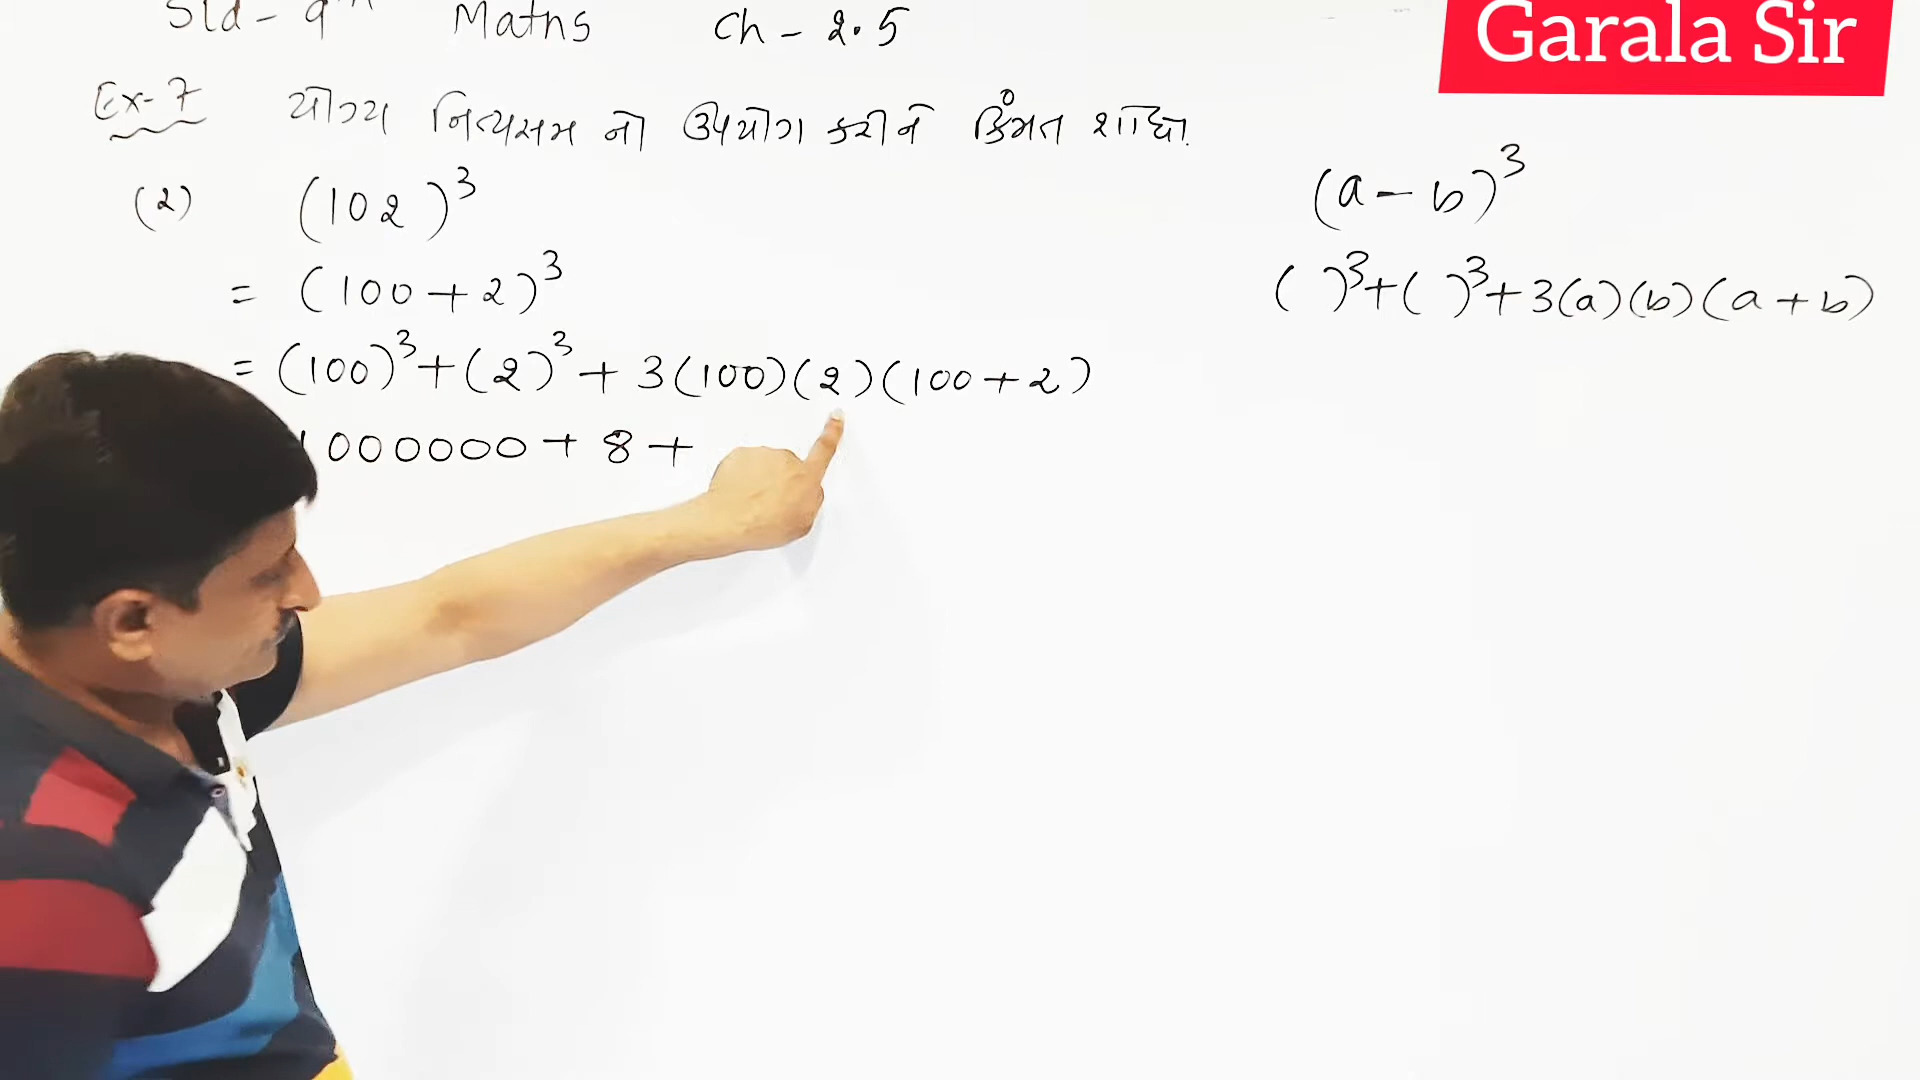 Std - 9th Maths Ch - 2.5
Garala Sir
Ex-7 યોગ્ય નિત્યસમ નો ઉપયોગ કરીને કિંમત શોધો.
(2) (102)³
= (100 + 2)³
= (100)³ + (2)³ + 3(100)(2)(100 + 2)
1000000 + 8 +
(a - b)³
( )³ + ( )³ + 3(a)(b)(a + b)